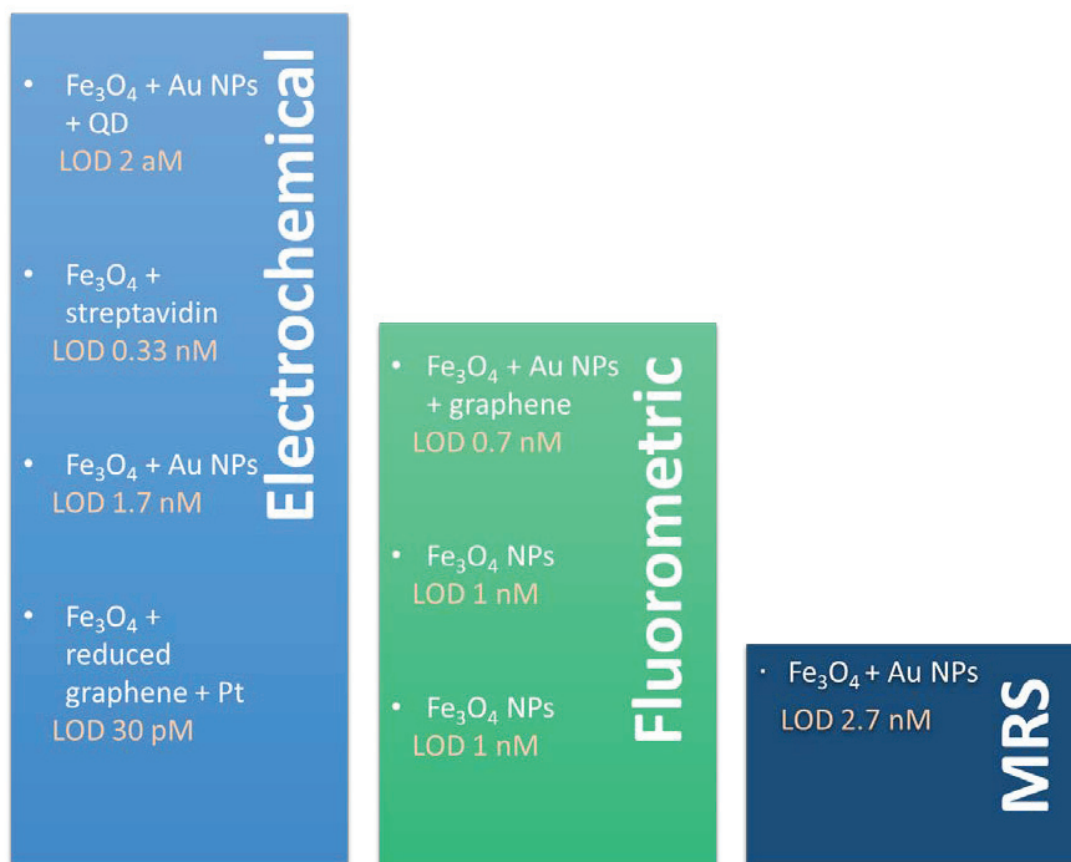 Electrochemical
• Fe₃O₄ + Au NPs
+ QD
LOD 2 aM
• Fe₃O₄ +
streptavidin
LOD 0.33 nM
• Fe₃O₄ + Au NPs
LOD 1.7 nM
• Fe₃O₄ +
reduced
graphene + Pt
LOD 30 pM
Fluorometric
• Fe₃O₄ + Au NPs
+ graphene
LOD 0.7 nM
• Fe₃O₄ NPs
LOD 1 nM
• Fe₃O₄ NPs
LOD 1 nM
MRS
• Fe₃O₄ + Au NPs
LOD 2.7 nM